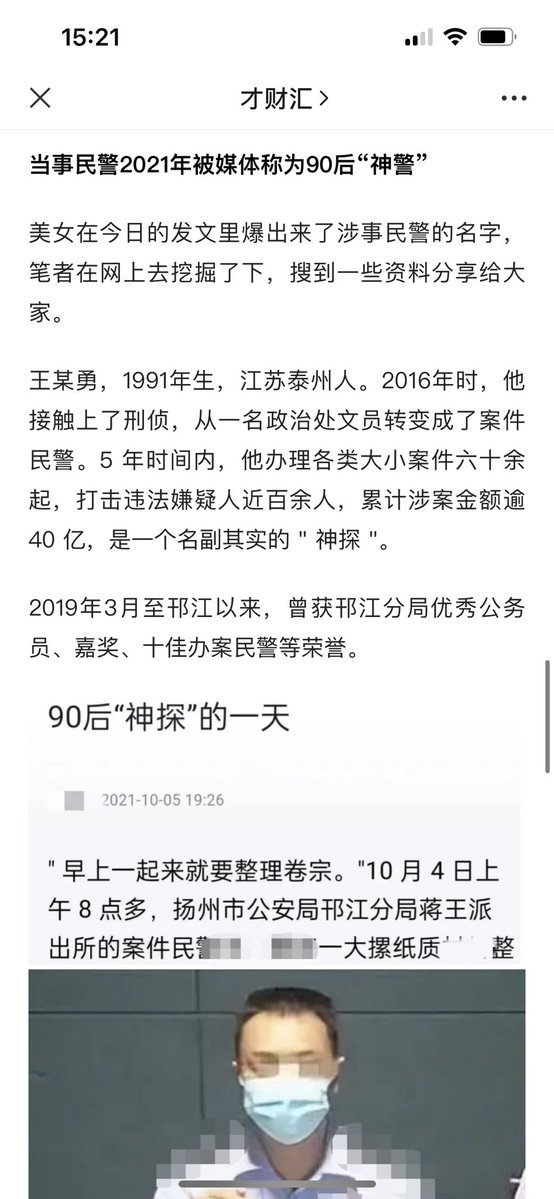 15:21
才财汇
当事民警2021年被媒体称为90后“神警”
美女在今日的发文里爆出来了涉事民警的名字，
笔者在网上去挖掘了下，搜到一些资料分享给大
家。
王某勇，1991年生，江苏泰州人。2016年时，他
接触上了刑侦，从一名政治处文员转变成了案件
民警。5 年时间内，他办理各类大小案件六十余
起，打击违法嫌疑人近百余人，累计涉案金额逾
40 亿，是一个名副其实的 " 神探 "。
2019年3月至邗江以来，曾获邗江分局优秀公务
员、嘉奖、十佳办案民警等荣誉。
90后“神探”的一天
2021-10-05 19:26
" 早上一起来就要整理卷宗。"10 月 4 日上
午 8 点多，扬州市公安局邗江分局蒋王派
出所的案件民警 一大摞纸质 整